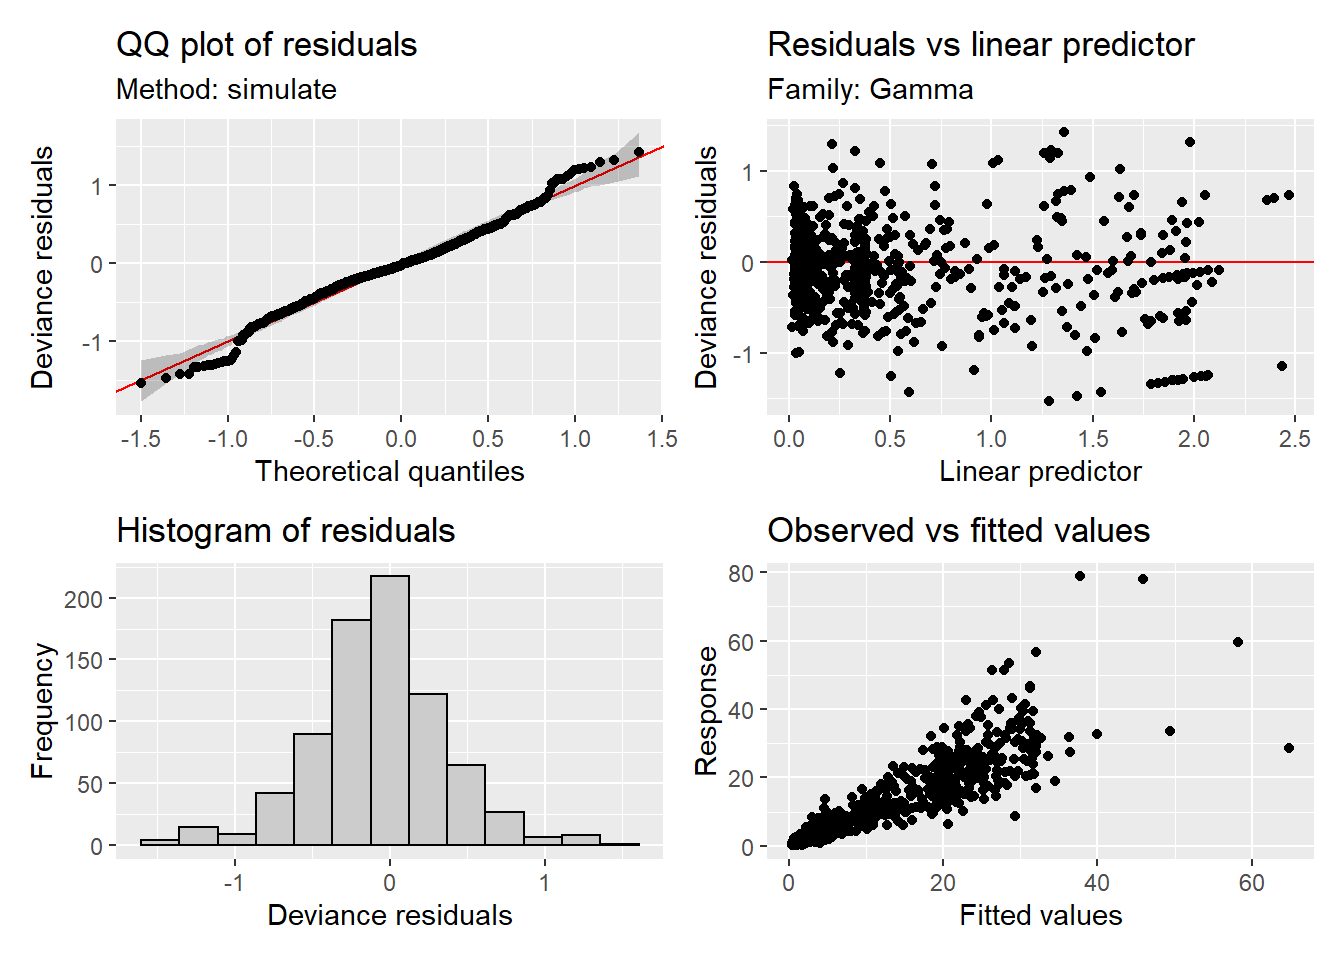 QQ plot of residuals
Method: simulate
Deviance residuals
1
0
-1
-1.5
-1.0
-0.5
0.0
0.5
1.0
1.5
Theoretical quantiles
Residuals vs linear predictor
Family: Gamma
Deviance residuals
1
0
-1
0.0
0.5
1.0
1.5
2.0
2.5
Linear predictor
Histogram of residuals
Frequency
200
150
100
50
0
-1
0
1
Deviance residuals
Observed vs fitted values
Response
80
60
40
20
0
0
20
40
60
Fitted values